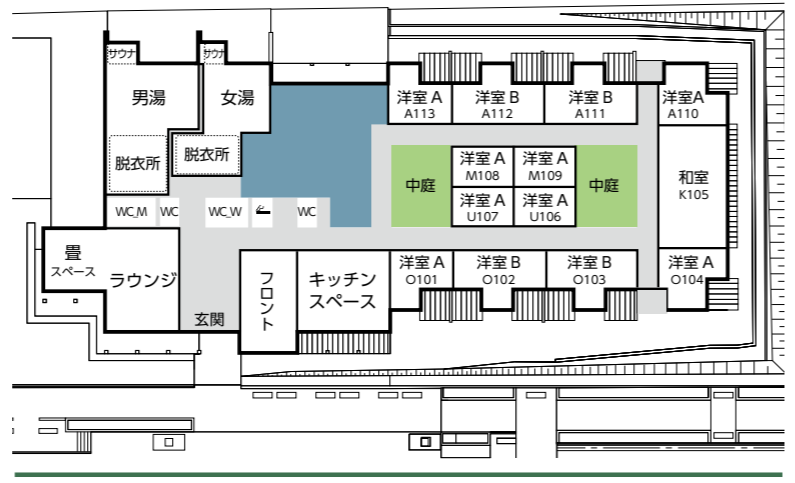 サウナ
サウナ
男湯
女湯
脱衣所
脱衣所
洋室 A
A113
洋室 B
A112
洋室 B
A111
洋室A
A110
中庭
洋室 A
M108
洋室 A
M109
洋室 A
U107
洋室 A
U106
中庭
和室
K105
WC_M
WC
WC_W
WC
畳
スペース
ラウンジ
玄関
フロント
キッチン
スペース
洋室 A
O101
洋室 B
O102
洋室 B
O103
洋室 A
O104